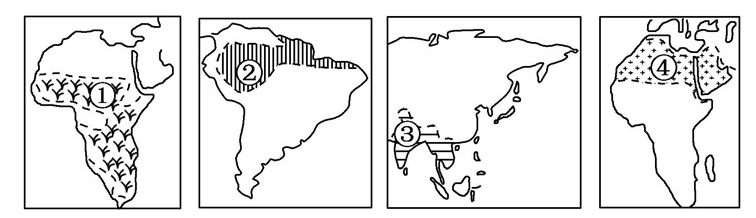 ①
②
③
④